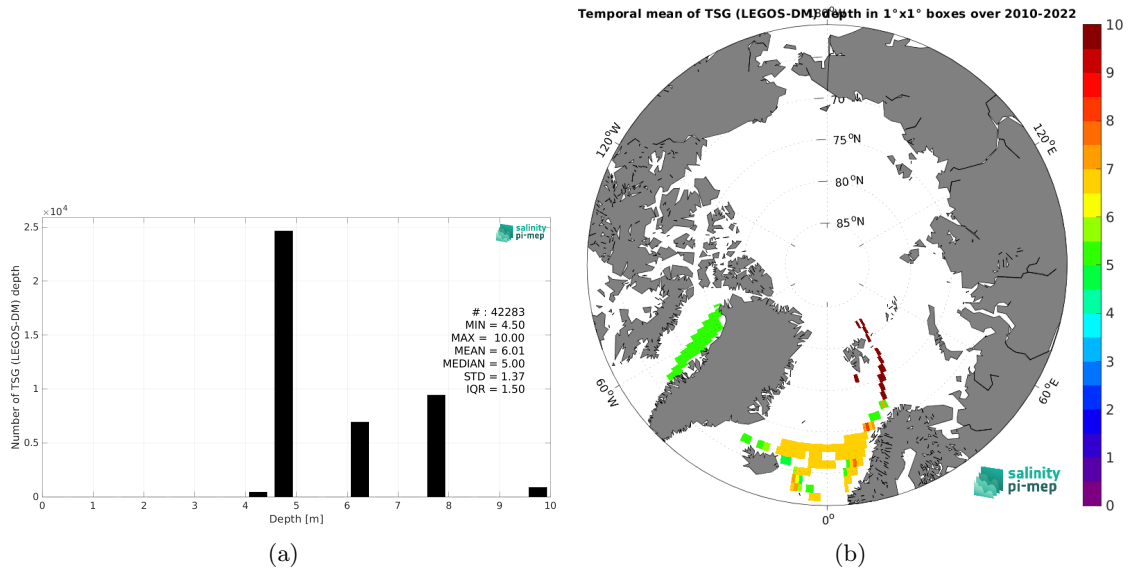 Temporal mean of TSG (LEGOS-DM) depth in 1°x1° boxes over 2010-2022
180°W
×10⁴
2.5
2
1.5
1
0.5
0
Number of TSG (LEGOS-DM) depth
0 1 2 3 4 5 6 7 8 9 10
Depth [m]
salinity
pi-mep
# : 42283
MIN = 4.50
MAX = 10.00
MEAN = 6.01
MEDIAN = 5.00
STD = 1.37
IQR = 1.50
(a)
120°W
60°W
0°
60°E
120°E
70
75°N
80°N
85°N
10
9
8
7
6
5
4
3
2
1
0
salinity
pi-mep
(b)